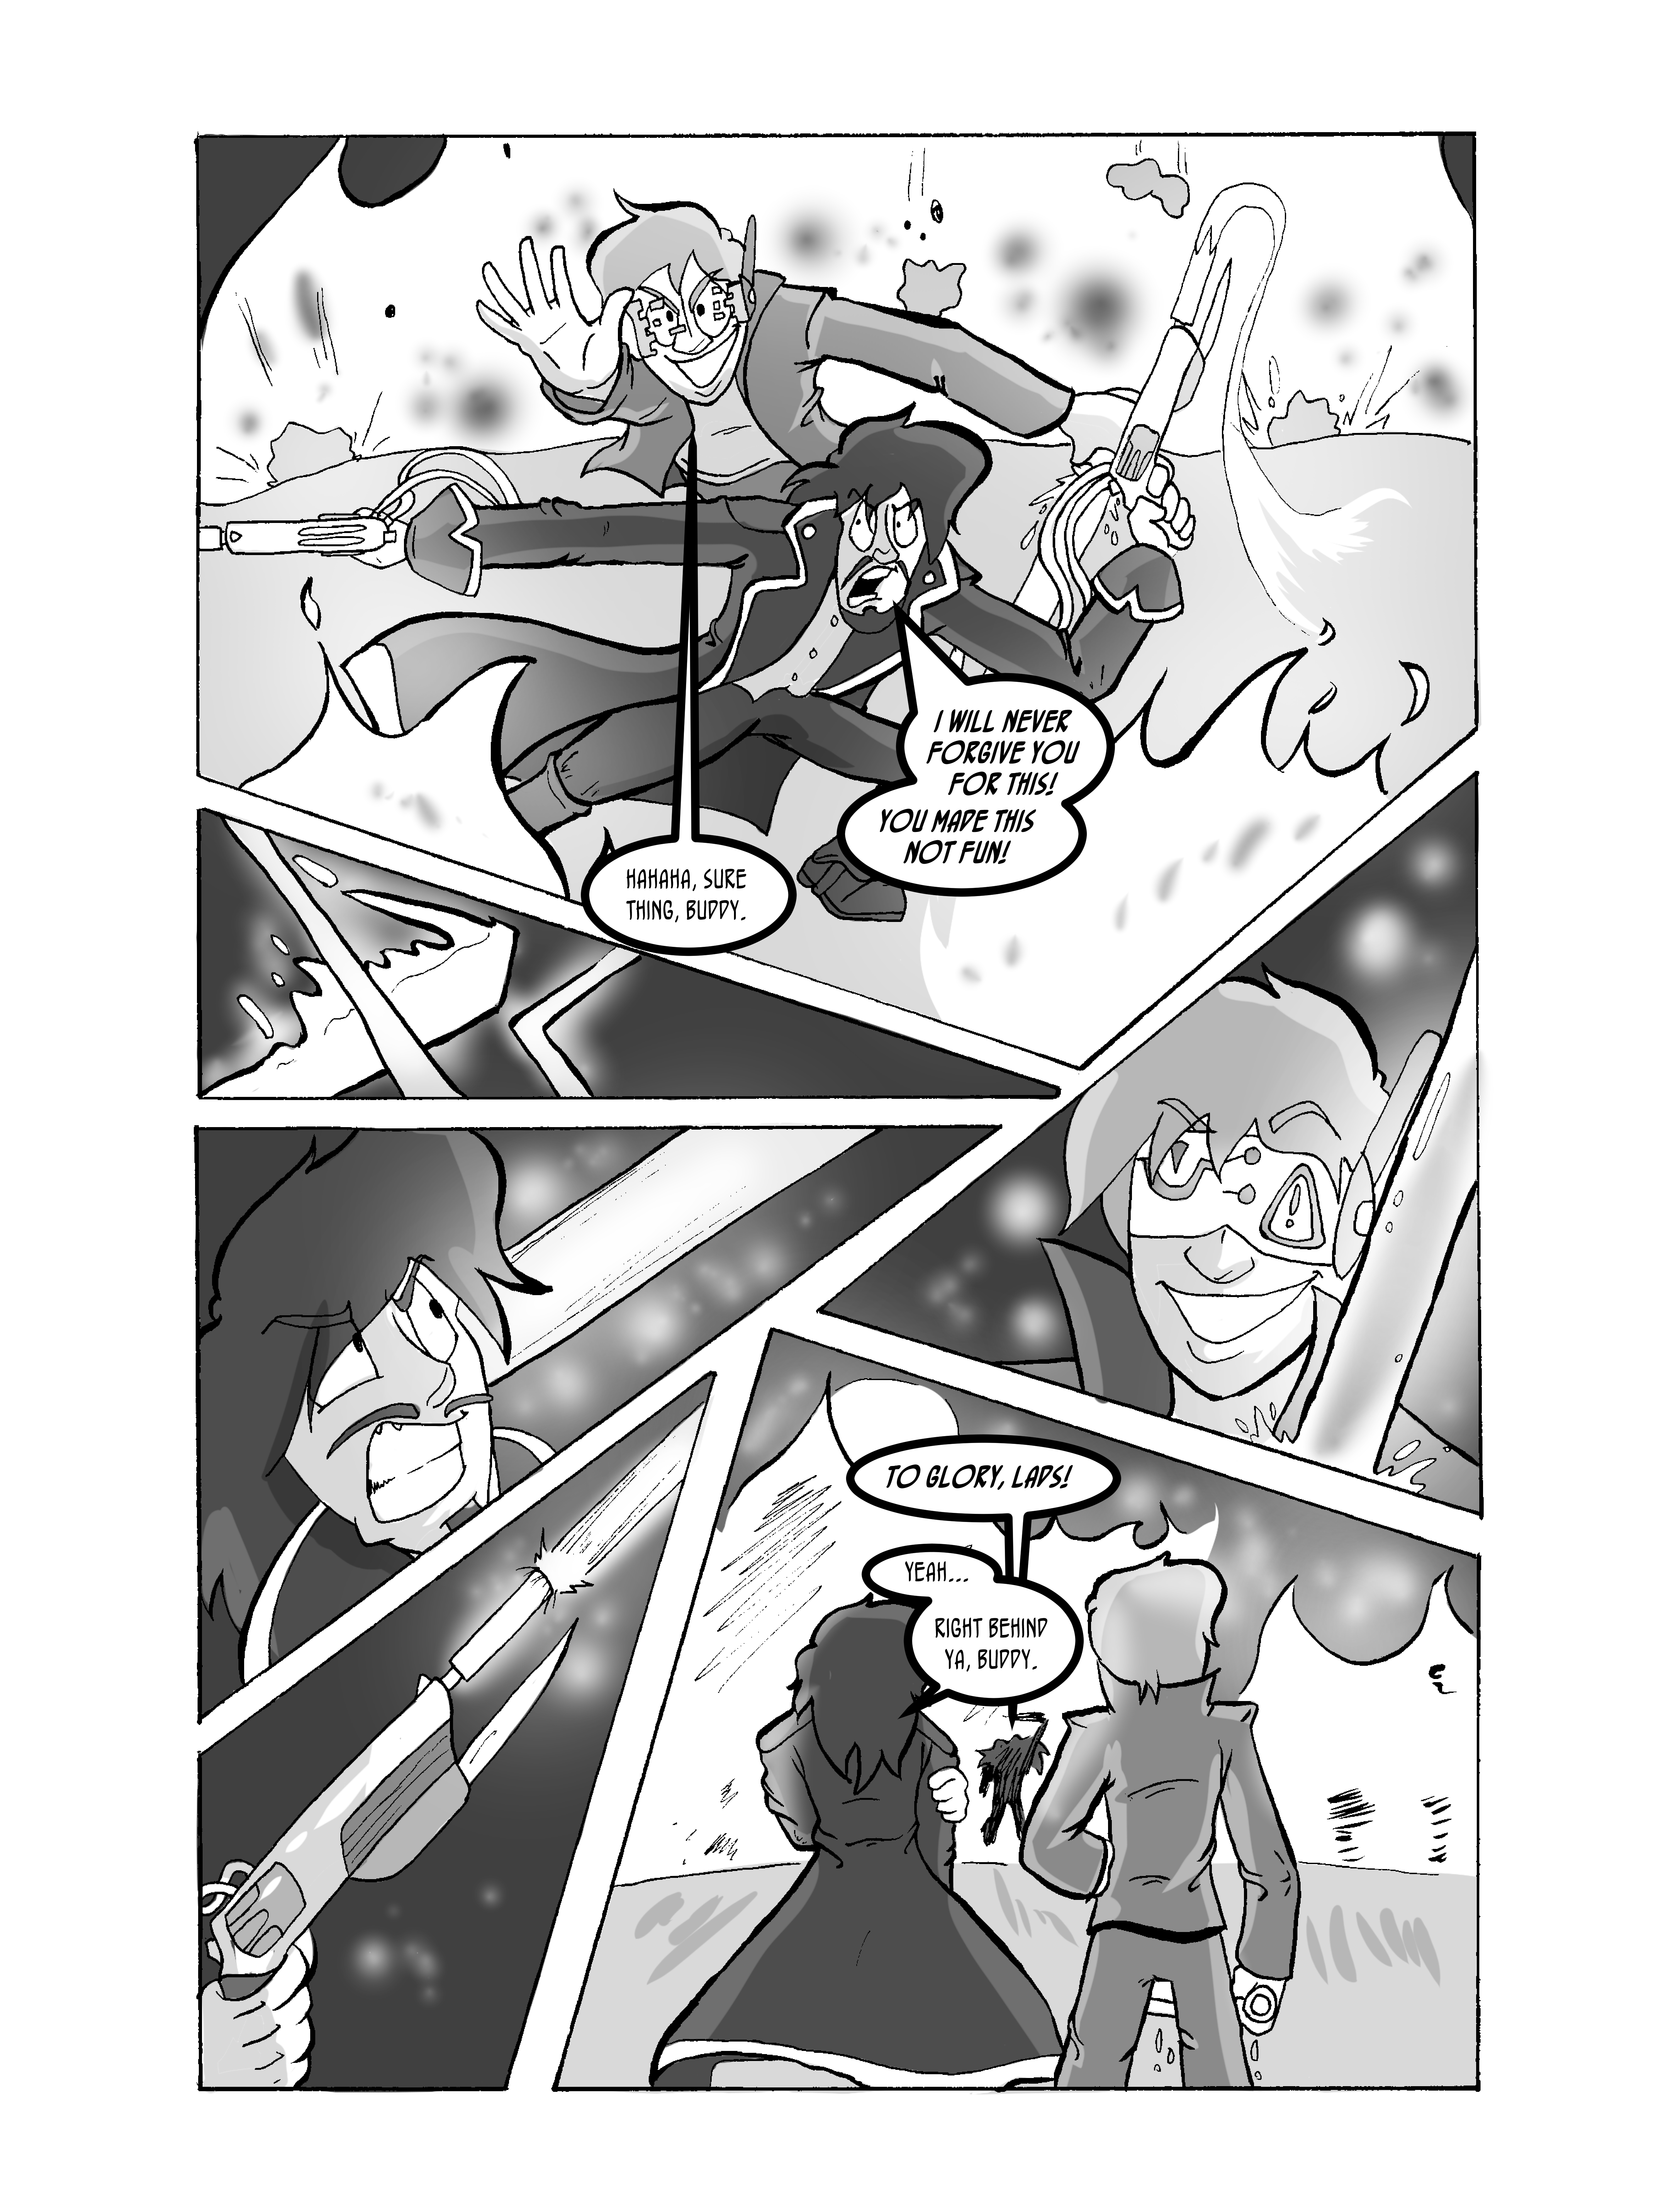 I WILL NEVER
FORGIVE YOU
FOR THIS!
YOU MADE THIS
NOT FUN!
HAHAHA, SURE
THING, BUDDY.
TO GLORY, LADS!
YEAH...
RIGHT BEHIND
YA, BUDDY.